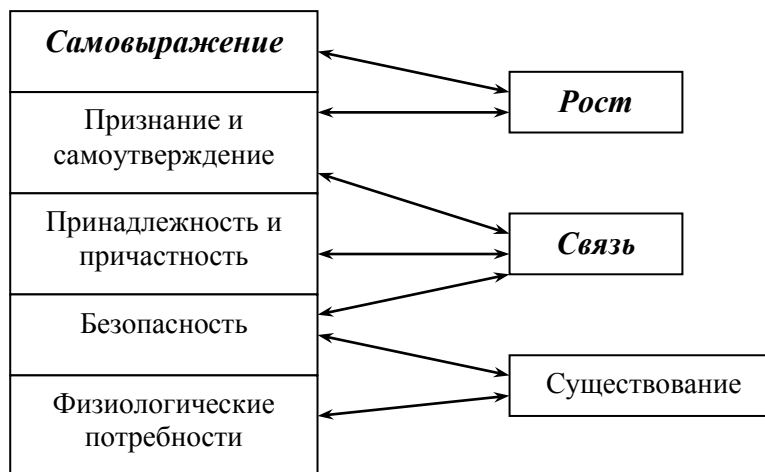 Самовыражение
Признание и
самоутверждение
Принадлежность и
причастность
Безопасность
Физиологические
потребности
Рост
Связь
Существование